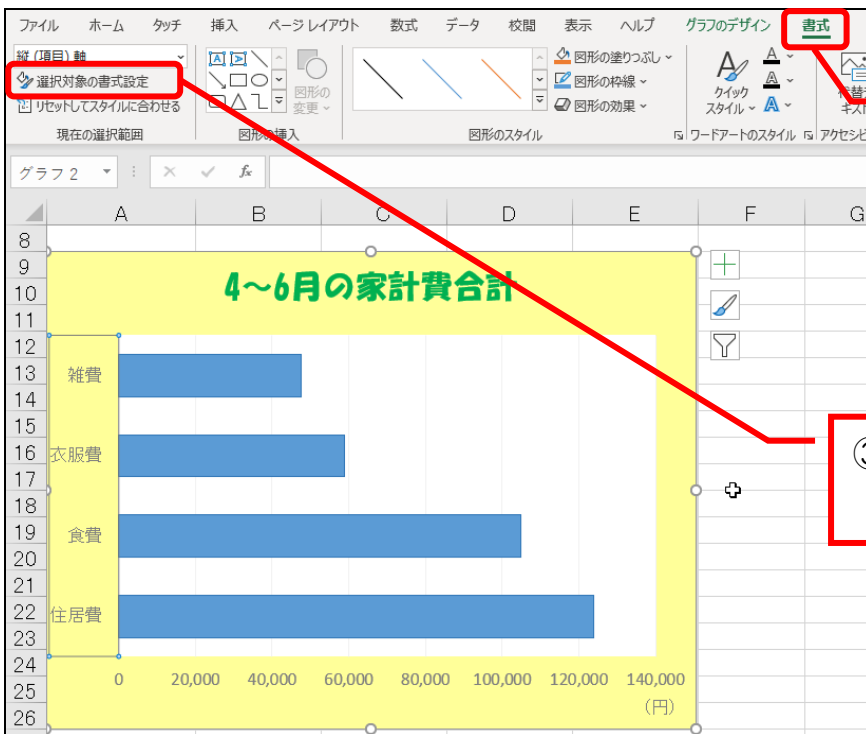 ファイル ホーム タッチ 挿入 ページ レイアウト 数式 データ 校閲 表示 ヘルプ グラフのデザイン 書式
縦 (項目) 軸
選択対象の書式設定
リセットしてスタイルに合わせる
現在の選択範囲
図形の
変更
図形の挿入
図形の塗りつぶし
図形の枠線
図形の効果
図形のスタイル
クイック
スタイル
ワードアートのスタイル
代替
キス
アクセシビ
グラフ 2
fx
A B C D E F G
8
9
10
11
12
13
14
15
16
17
18
19
20
21
22
23
24
25
26
4～6月の家計費合計
雑費
衣服費
食費
住居費
0 20,000 40,000 60,000 80,000 100,000 120,000 140,000
(円)